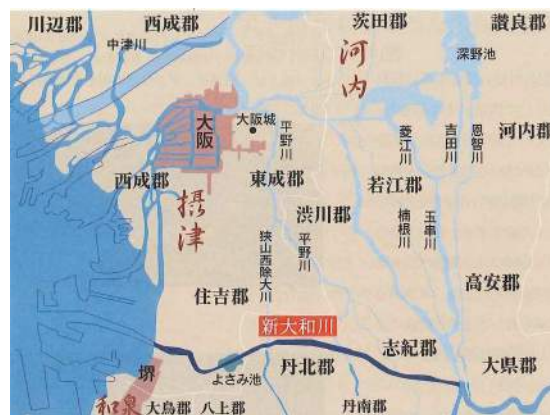 川辺郡
西成郡
茨田郡
讃良郡
中津川
深野池
河内
大阪
大阪城
平野川
菱江川
吉田川
恩智川
河内郡
西成郡
東成郡
若江郡
摂津
渋川郡
狭山西除大川
平野川
楠根川
玉串川
高安郡
住吉郡
新大和川
志紀郡
堺
よさみ池
丹北郡
大県郡
和泉
大鳥郡
八上郡
丹南郡